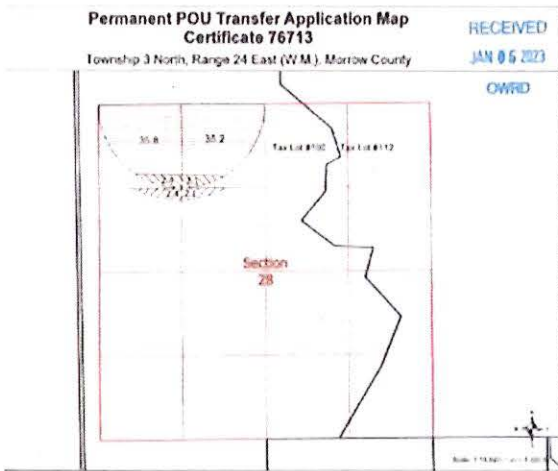 Permanent POU Transfer Application Map
Certificate 76713
Township 3 North, Range 24 East (W.M.), Morrow County
RECEIVED
JAN 05 2023
OWRD
35.8
35.2
Tax Lot #100
Tax Lot #112
Section
28